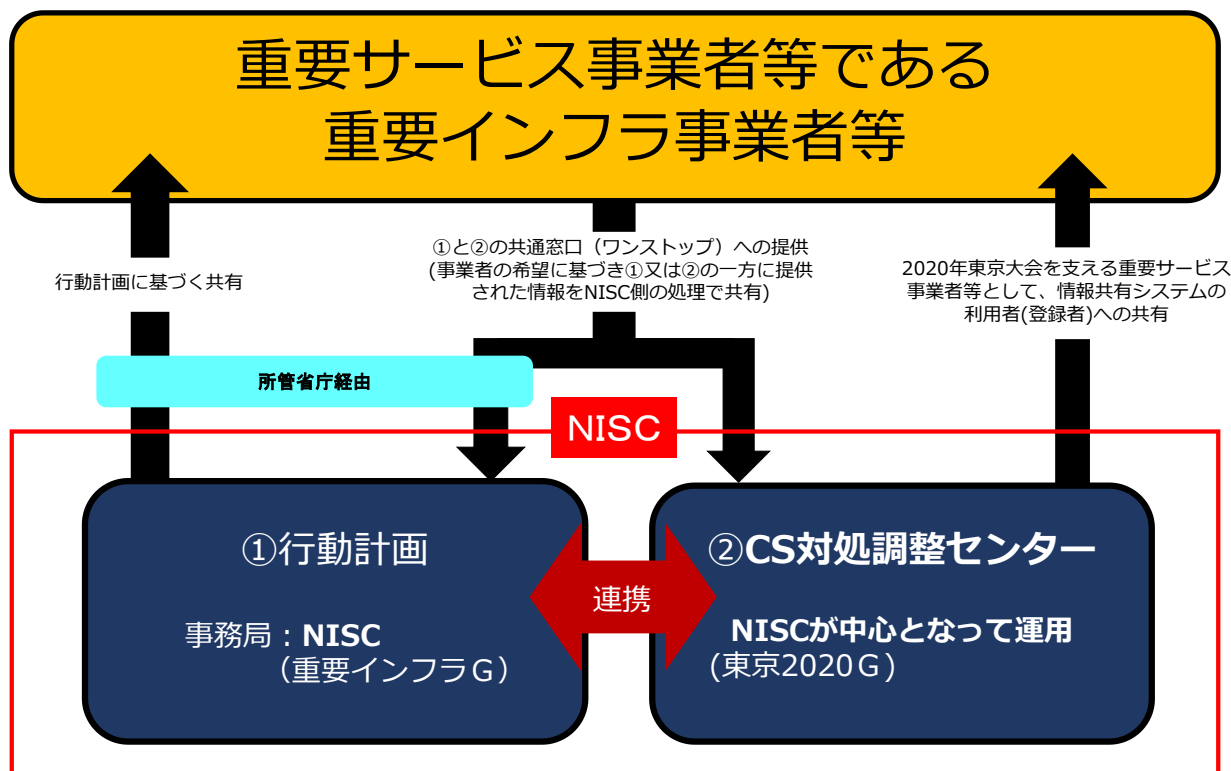 重要サービス事業者等である
重要インフラ事業者等
行動計画に基づく共有
①と②の共通窓口（ワンストップ）への提供
(事業者の希望に基づき①又は②の一方に提供
された情報をNISC側の処理で共有)
2020年東京大会を支える重要サービス
事業者等として、情報共有システムの
利用者(登録者)への共有
所管省庁経由
NISC
①行動計画
事務局：NISC
（重要インフラＧ）
連携
②CS対処調整センター
NISCが中心となって運用
(東京2020Ｇ）